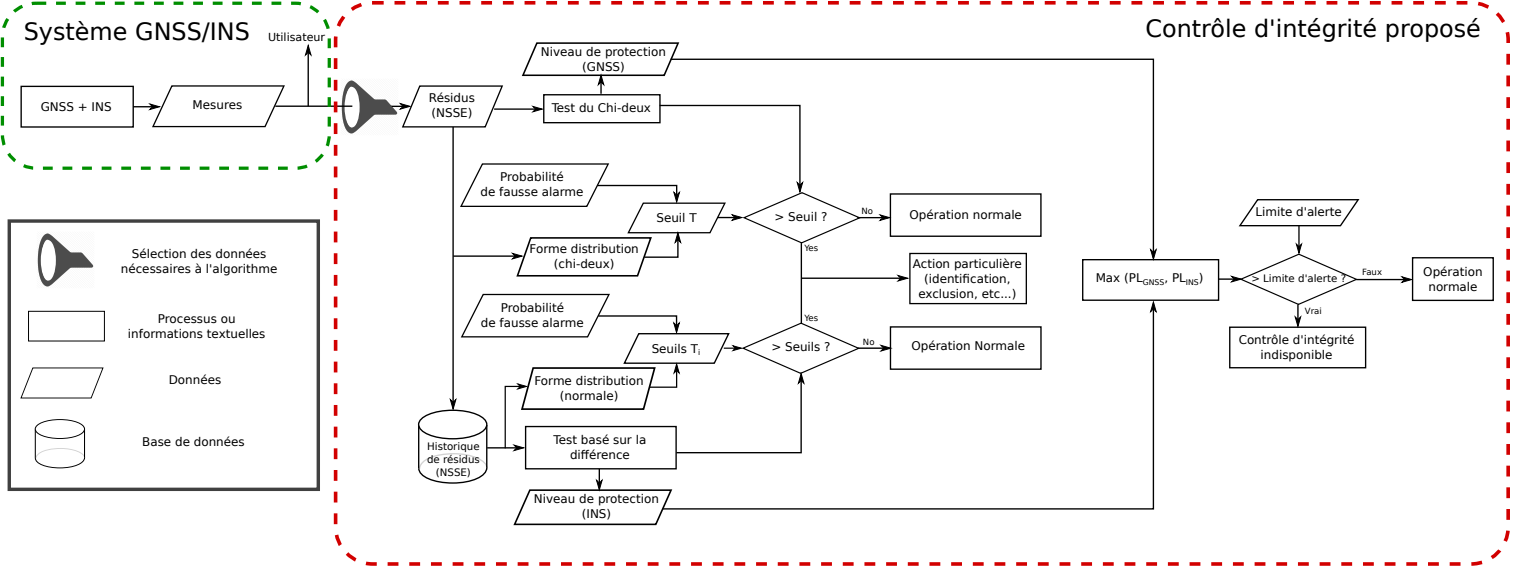 Système GNSS/INS
Utilisateur
GNSS + INS
Mesures
Contrôle d'intégrité proposé
Niveau de protection
(GNSS)
Résidus
(NSSE)
Test du Chi-deux
Probabilité
de fausse alarme
Seuil T
> Seuil ?
No
Opération normale
Yes
Forme distribution
(chi-deux)
Action particulière
(identification,
exclusion, etc...)
Probabilité
de fausse alarme
Yes
Seuils Ti
> Seuils ?
No
Opération Normale
Forme distribution
(normale)
Historique
de résidus
(NSSE)
Test basé sur la
différence
Niveau de protection
(INS)
Limite d'alerte
Max (PLGNSS, PLINS)
> Limite d'alerte ?
Faux
Opération
normale
Vrai
Contrôle d'intégrité
indisponible
Sélection des données
nécessaires à l'algorithme
Processus ou
informations textuelles
Données
Base de données